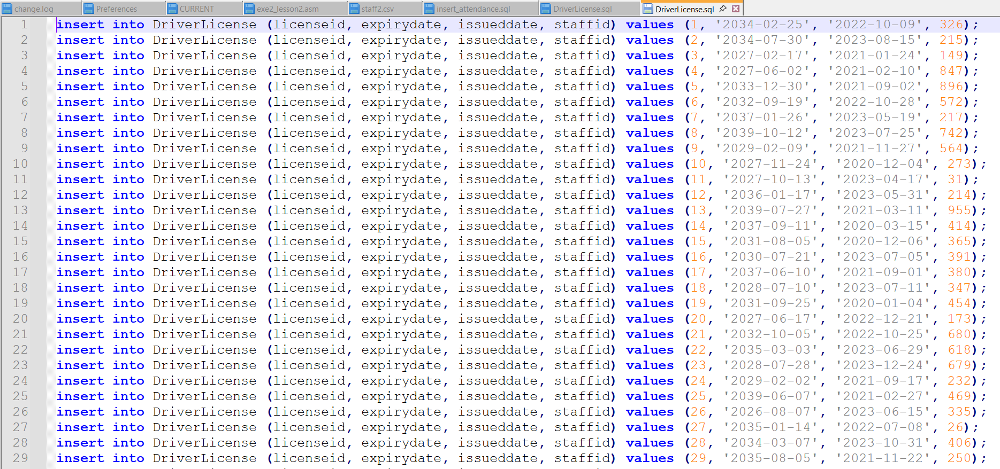 change.log Preferences CURRENT exe2_lesson2.asm staff2.csv insert_attendance.sql DriverLicense.sql DriverLicense.sql
1 insert into DriverLicense (licenseid, expirydate, issueddate, staffid) values (1, '2034-02-25', '2022-10-09', 326);
2 insert into DriverLicense (licenseid, expirydate, issueddate, staffid) values (2, '2034-07-30', '2023-08-15', 215);
3 insert into DriverLicense (licenseid, expirydate, issueddate, staffid) values (3, '2027-02-17', '2021-01-24', 149);
4 insert into DriverLicense (licenseid, expirydate, issueddate, staffid) values (4, '2027-06-02', '2021-02-10', 847);
5 insert into DriverLicense (licenseid, expirydate, issueddate, staffid) values (5, '2033-12-30', '2021-09-02', 896);
6 insert into DriverLicense (licenseid, expirydate, issueddate, staffid) values (6, '2032-09-19', '2022-10-28', 572);
7 insert into DriverLicense (licenseid, expirydate, issueddate, staffid) values (7, '2037-01-26', '2023-05-19', 217);
8 insert into DriverLicense (licenseid, expirydate, issueddate, staffid) values (8, '2039-10-12', '2023-07-25', 742);
9 insert into DriverLicense (licenseid, expirydate, issueddate, staffid) values (9, '2029-02-09', '2021-11-27', 564);
10 insert into DriverLicense (licenseid, expirydate, issueddate, staffid) values (10, '2027-11-24', '2020-12-04', 273);
11 insert into DriverLicense (licenseid, expirydate, issueddate, staffid) values (11, '2027-10-13', '2023-04-17', 31);
12 insert into DriverLicense (licenseid, expirydate, issueddate, staffid) values (12, '2036-01-17', '2023-05-31', 214);
13 insert into DriverLicense (licenseid, expirydate, issueddate, staffid) values (13, '2039-07-27', '2021-03-11', 955);
14 insert into DriverLicense (licenseid, expirydate, issueddate, staffid) values (14, '2037-09-11', '2020-03-15', 414);
15 insert into DriverLicense (licenseid, expirydate, issueddate, staffid) values (15, '2031-08-05', '2020-12-06', 365);
16 insert into DriverLicense (licenseid, expirydate, issueddate, staffid) values (16, '2030-07-21', '2023-07-05', 391);
17 insert into DriverLicense (licenseid, expirydate, issueddate, staffid) values (17, '2037-06-10', '2021-09-01', 380);
18 insert into DriverLicense (licenseid, expirydate, issueddate, staffid) values (18, '2028-07-10', '2023-07-11', 347);
19 insert into DriverLicense (licenseid, expirydate, issueddate, staffid) values (19, '2031-09-25', '2020-01-04', 454);
20 insert into DriverLicense (licenseid, expirydate, issueddate, staffid) values (20, '2027-06-17', '2022-12-21', 173);
21 insert into DriverLicense (licenseid, expirydate, issueddate, staffid) values (21, '2032-10-05', '2022-10-25', 680);
22 insert into DriverLicense (licenseid, expirydate, issueddate, staffid) values (22, '2035-03-03', '2023-06-29', 618);
23 insert into DriverLicense (licenseid, expirydate, issueddate, staffid) values (23, '2028-07-28', '2023-12-24', 679);
24 insert into DriverLicense (licenseid, expirydate, issueddate, staffid) values (24, '2029-02-02', '2021-09-17', 232);
25 insert into DriverLicense (licenseid, expirydate, issueddate, staffid) values (25, '2039-06-07', '2021-02-27', 469);
26 insert into DriverLicense (licenseid, expirydate, issueddate, staffid) values (26, '2026-08-07', '2023-06-15', 335);
27 insert into DriverLicense (licenseid, expirydate, issueddate, staffid) values (27, '2035-01-14', '2022-07-08', 26);
28 insert into DriverLicense (licenseid, expirydate, issueddate, staffid) values (28, '2034-03-07', '2023-10-31', 406);
29 insert into DriverLicense (licenseid, expirydate, issueddate, staffid) values (29, '2035-08-05', '2021-11-22', 250);